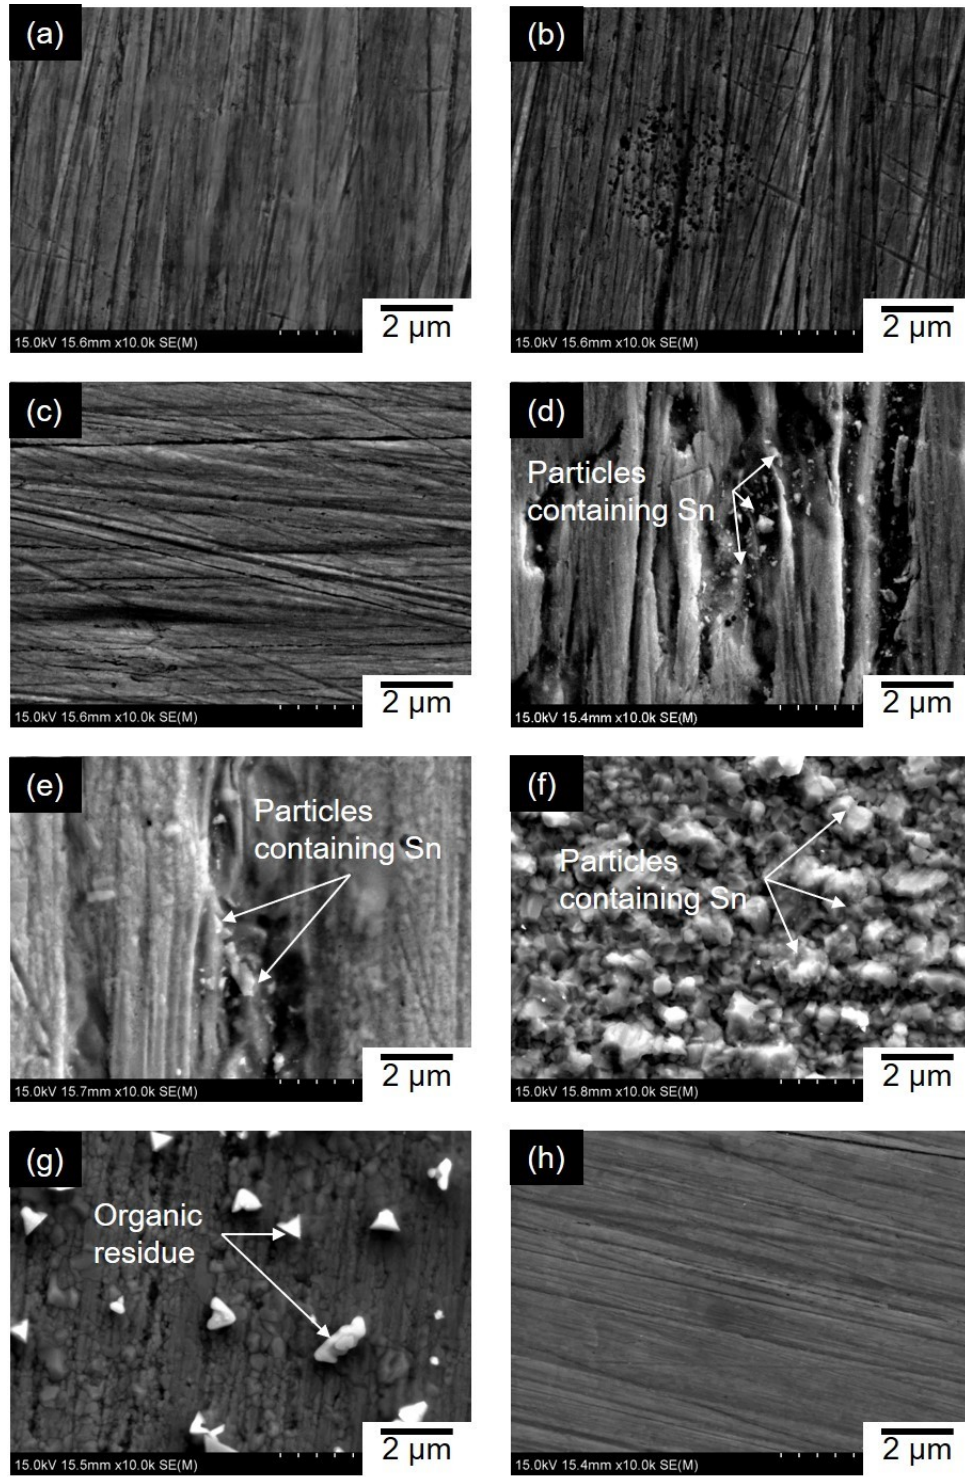 (a)
2 μm
15.0kV 15.6mm x10.0k SE(M)
(b)
2 μm
15.0kV 15.6mm x10.0k SE(M)
(c)
2 μm
15.0kV 15.6mm x10.0k SE(M)
(d)
Particles
containing Sn
2 μm
15.0kV 15.4mm x10.0k SE(M)
(e)
Particles
containing Sn
2 μm
15.0kV 15.7mm x10.0k SE(M)
(f)
Particles
containing Sn
2 μm
15.0kV 15.8mm x10.0k SE(M)
(g)
Organic
residue
2 μm
15.0kV 15.5mm x10.0k SE(M)
(h)
2 μm
15.0kV 15.4mm x10.0k SE(M)